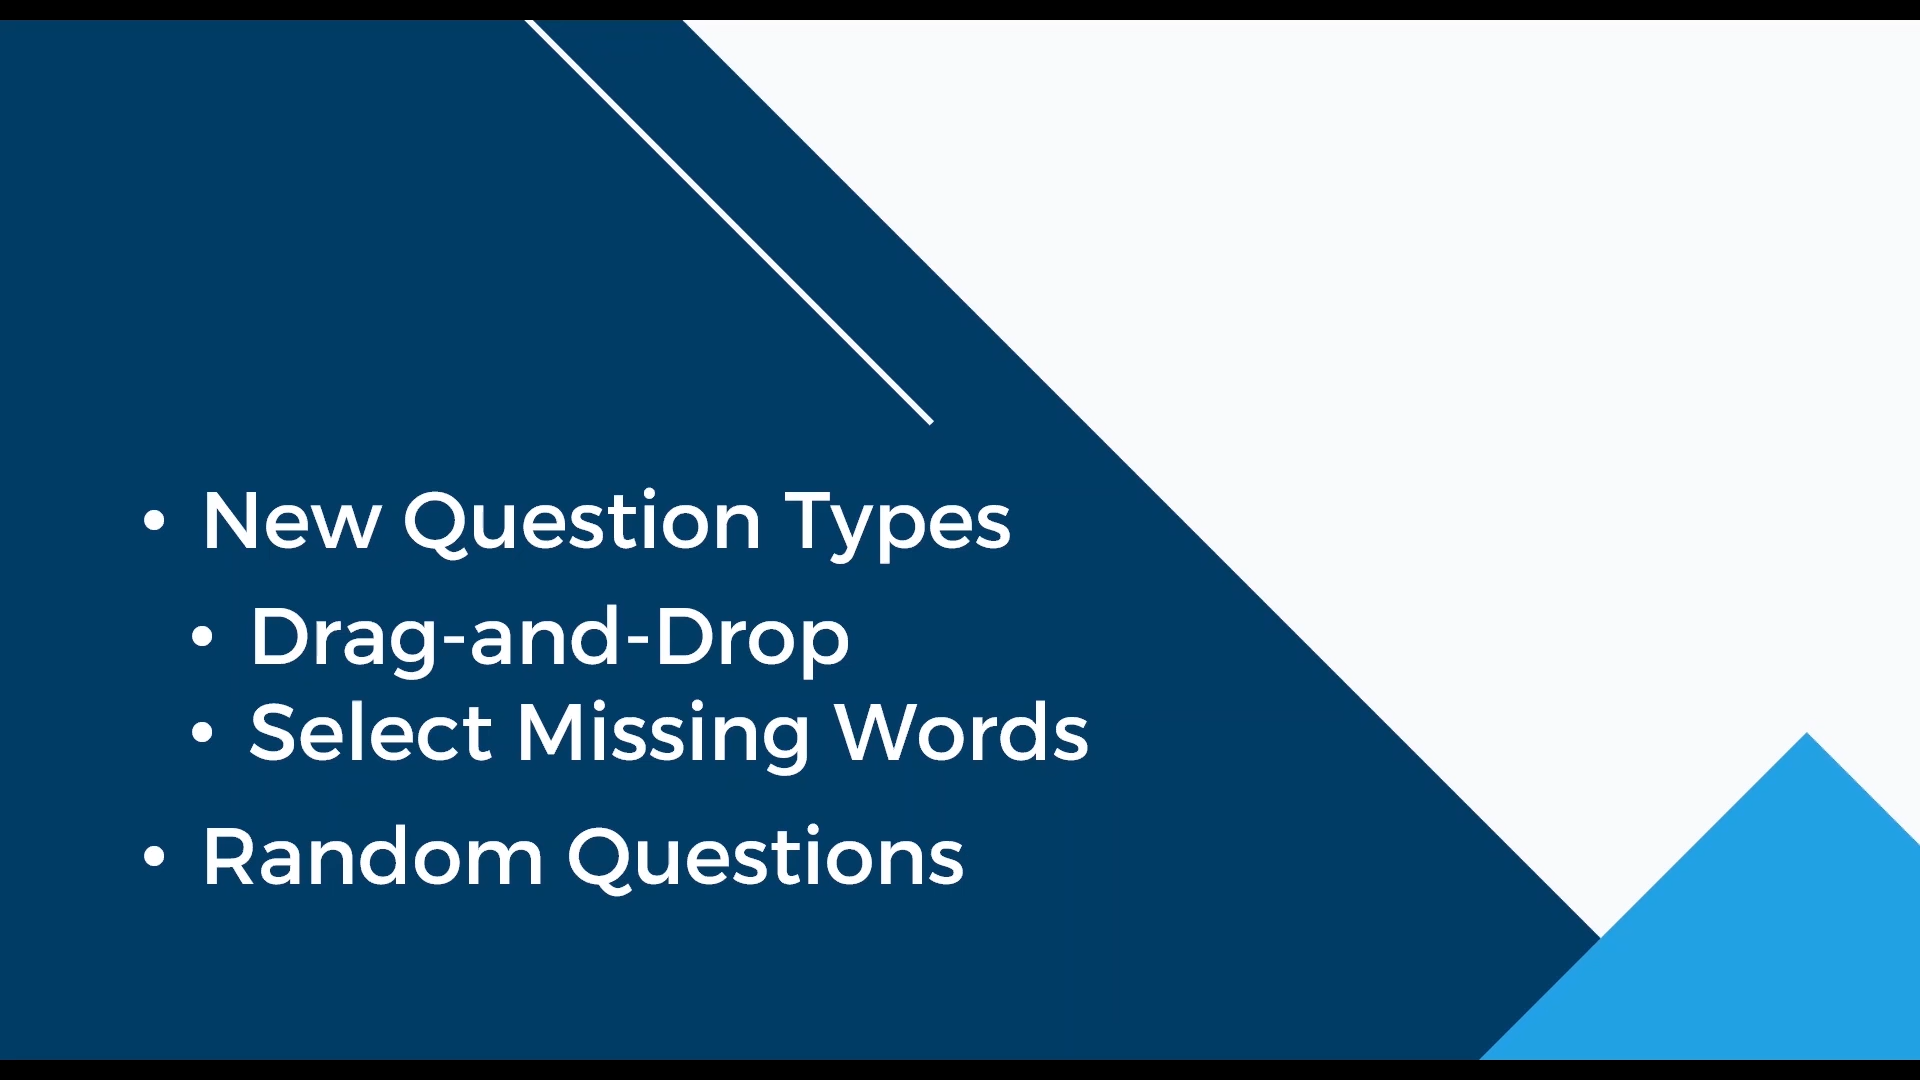 • New Question Types
• Drag-and-Drop
• Select Missing Words
• Random Questions